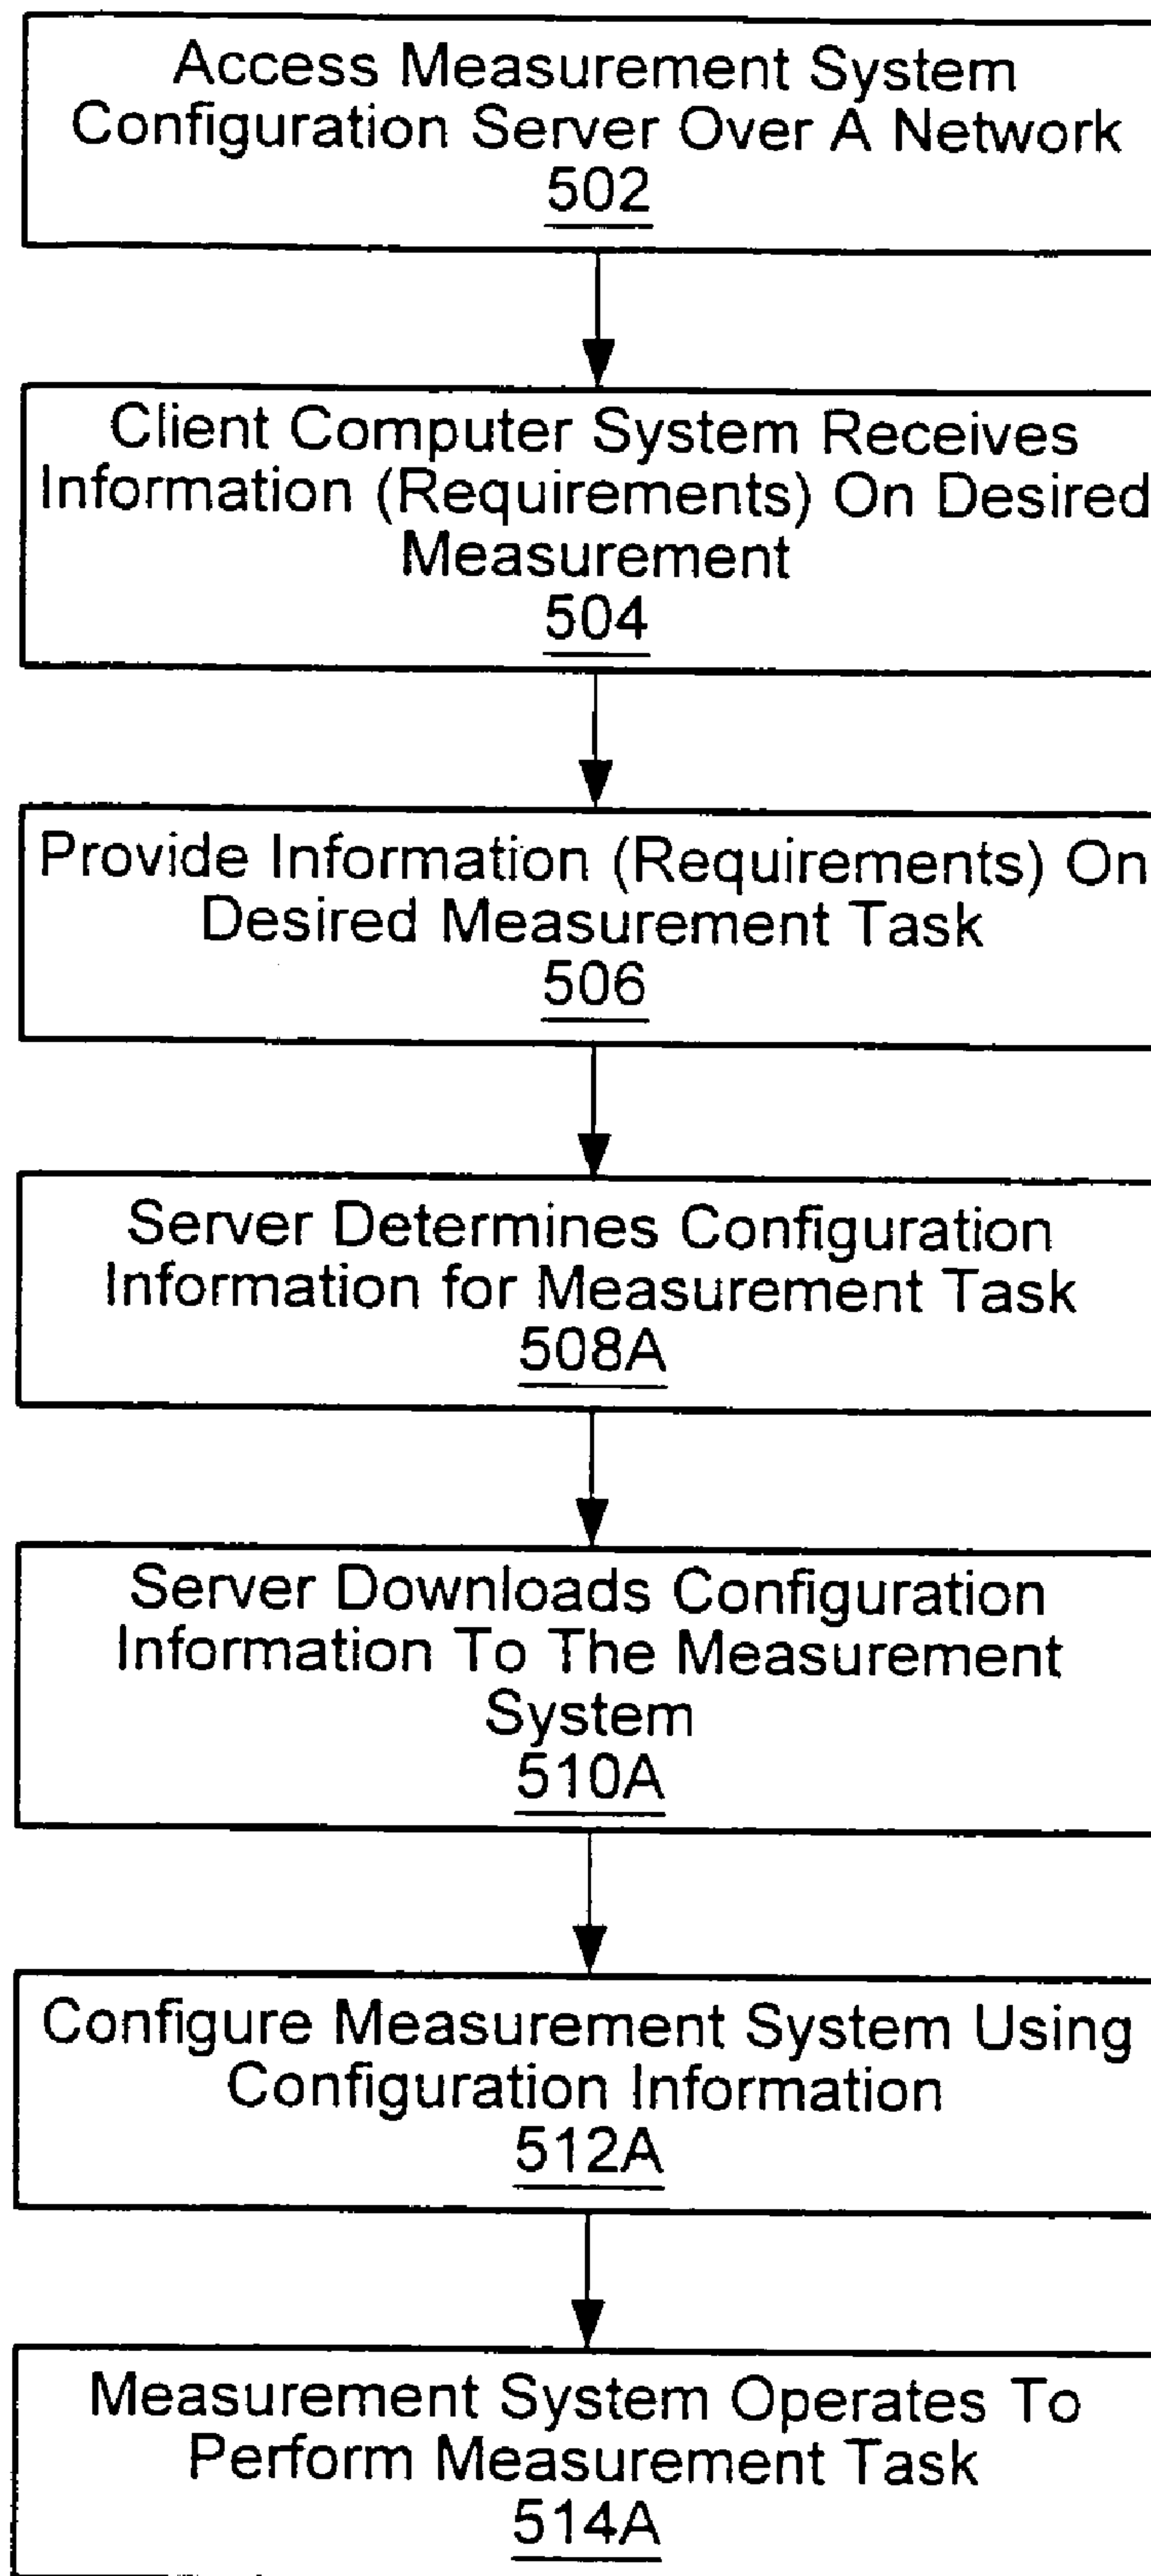 Access Measurement System
Configuration Server Over A Network
502
Client Computer System Receives
Information (Requirements) On Desired
Measurement
504
Provide Information (Requirements) On
Desired Measurement Task
506
Server Determines Configuration
Information for Measurement Task
508A
Server Downloads Configuration
Information To The Measurement
System
510A
Configure Measurement System Using
Configuration Information
512A
Measurement System Operates To
Perform Measurement Task
514A